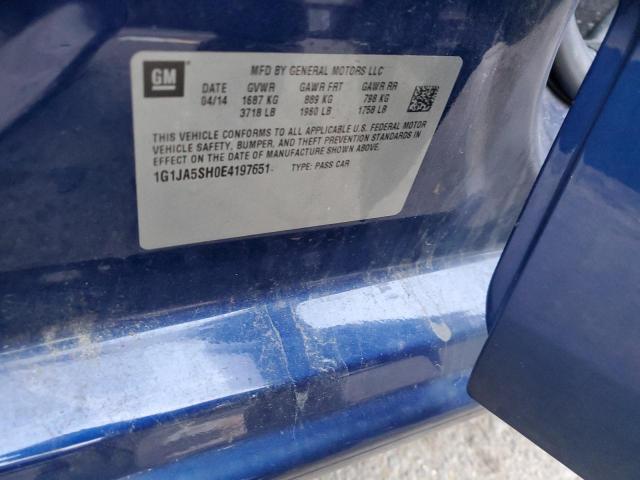 GM
MFD BY GENERAL MOTORS LLC
DATE GVWR GAWR FRT GAWR RR
04/14 1687 KG 889 KG 798 KG
3718 LB 1960 LB 1758 LB
THIS VEHICLE CONFORMS TO ALL APPLICABLE U.S. FEDERAL MOTOR
VEHICLE SAFETY, BUMPER, AND THEFT PREVENTION STANDARDS IN
EFFECT ON THE DATE OF MANUFACTURE SHOWN ABOVE.
1G1JA5SH0E4197651 TYPE: PASS CAR